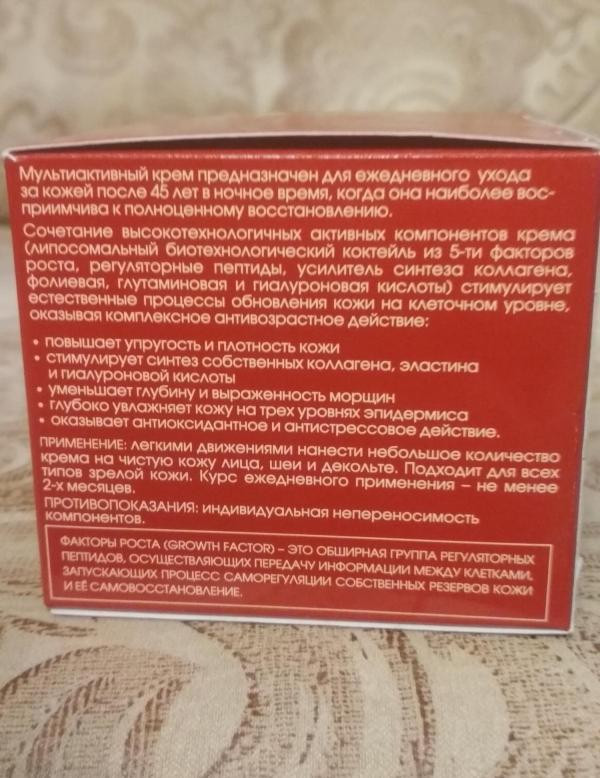 Мультиактивный крем предназначен для ежедневного ухода
за кожей после 45 лет в ночное время, когда она наиболее вос-
приимчива к полноценному восстановлению.
Сочетание высокотехнологичных активных компонентов крема
(липосомальный биотехнологический коктейль из 5-ти факторов
роста, регуляторные пептиды, усилитель синтеза коллагена,
фолиевая, глутаминовая и гиалуроновая кислоты) стимулирует
естественные процессы обновления кожи на клеточном уровне,
оказывая комплексное антивозрастное действие:
• повышает упругость и плотность кожи
• стимулирует синтез собственных коллагена, эластина
и гиалуроновой кислоты
• уменьшает глубину и выраженность морщин
• глубоко увлажняет кожу на трех уровнях эпидермиса
• оказывает антиоксидантное и антистрессовое действие.
ПРИМЕНЕНИЕ: легкими движениями нанести небольшое количество
крема на чистую кожу лица, шеи и декольте. Подходит для всех
типов зрелой кожи. Курс ежедневного применения – не менее
2-х месяцев.
ПРОТИВОПОКАЗАНИЯ: индивидуальная непереносимость
компонентов.
ФАКТОРЫ РОСТА (GROWTH FACTOR) – ЭТО ОБШИРНАЯ ГРУППА РЕГУЛЯТОРНЫХ
ПЕПТИДОВ, ОСУЩЕСТВЛЯЮЩИХ ПЕРЕДАЧУ ИНФОРМАЦИИ МЕЖДУ КЛЕТКАМИ,
ЗАПУСКАЮЩИХ ПРОЦЕСС САМОРЕГУЛЯЦИИ СОБСТВЕННЫХ РЕЗЕРВОВ КОЖИ
И ЕЁ САМОВОССТАНОВЛЕНИЕ.